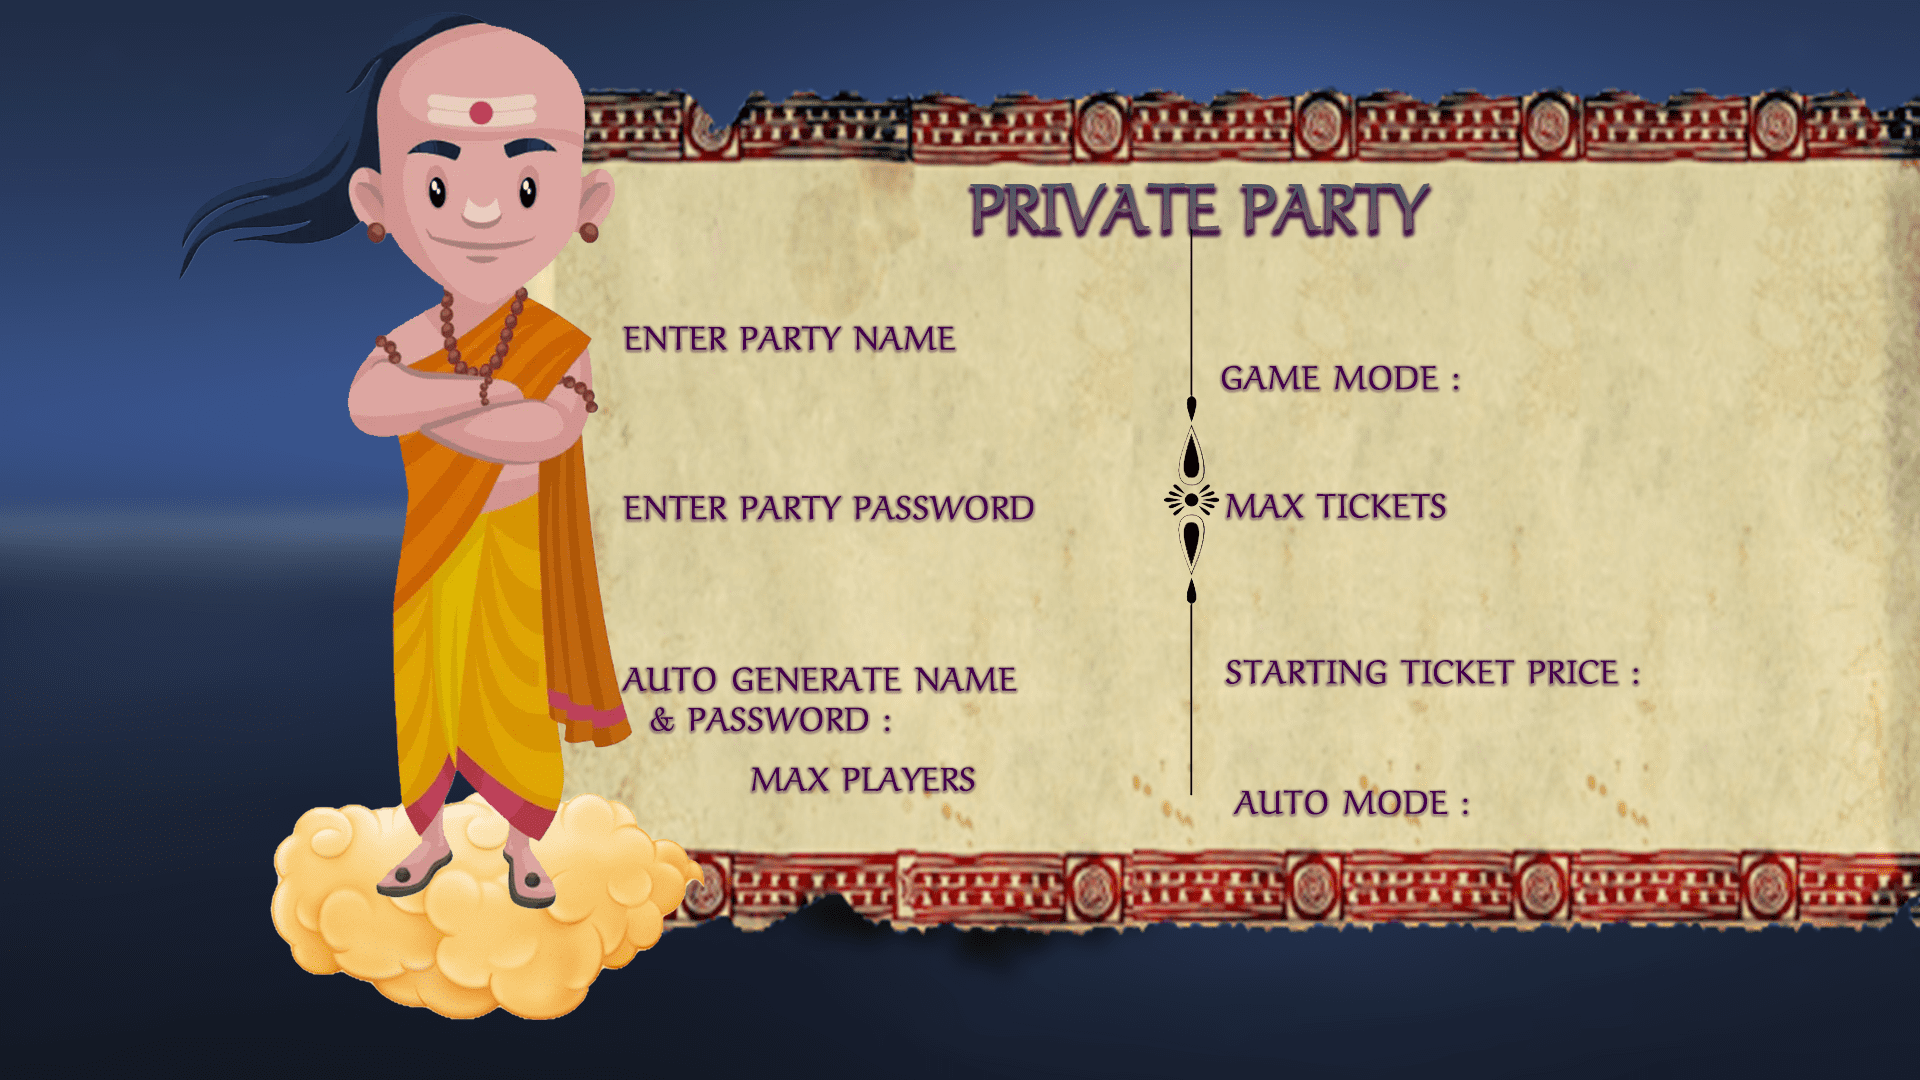 PRIVATE PARTY
ENTER PARTY NAME
ENTER PARTY PASSWORD
AUTO GENERATE NAME
& PASSWORD :
MAX PLAYERS
GAME MODE :
MAX TICKETS
STARTING TICKET PRICE :
AUTO MODE :